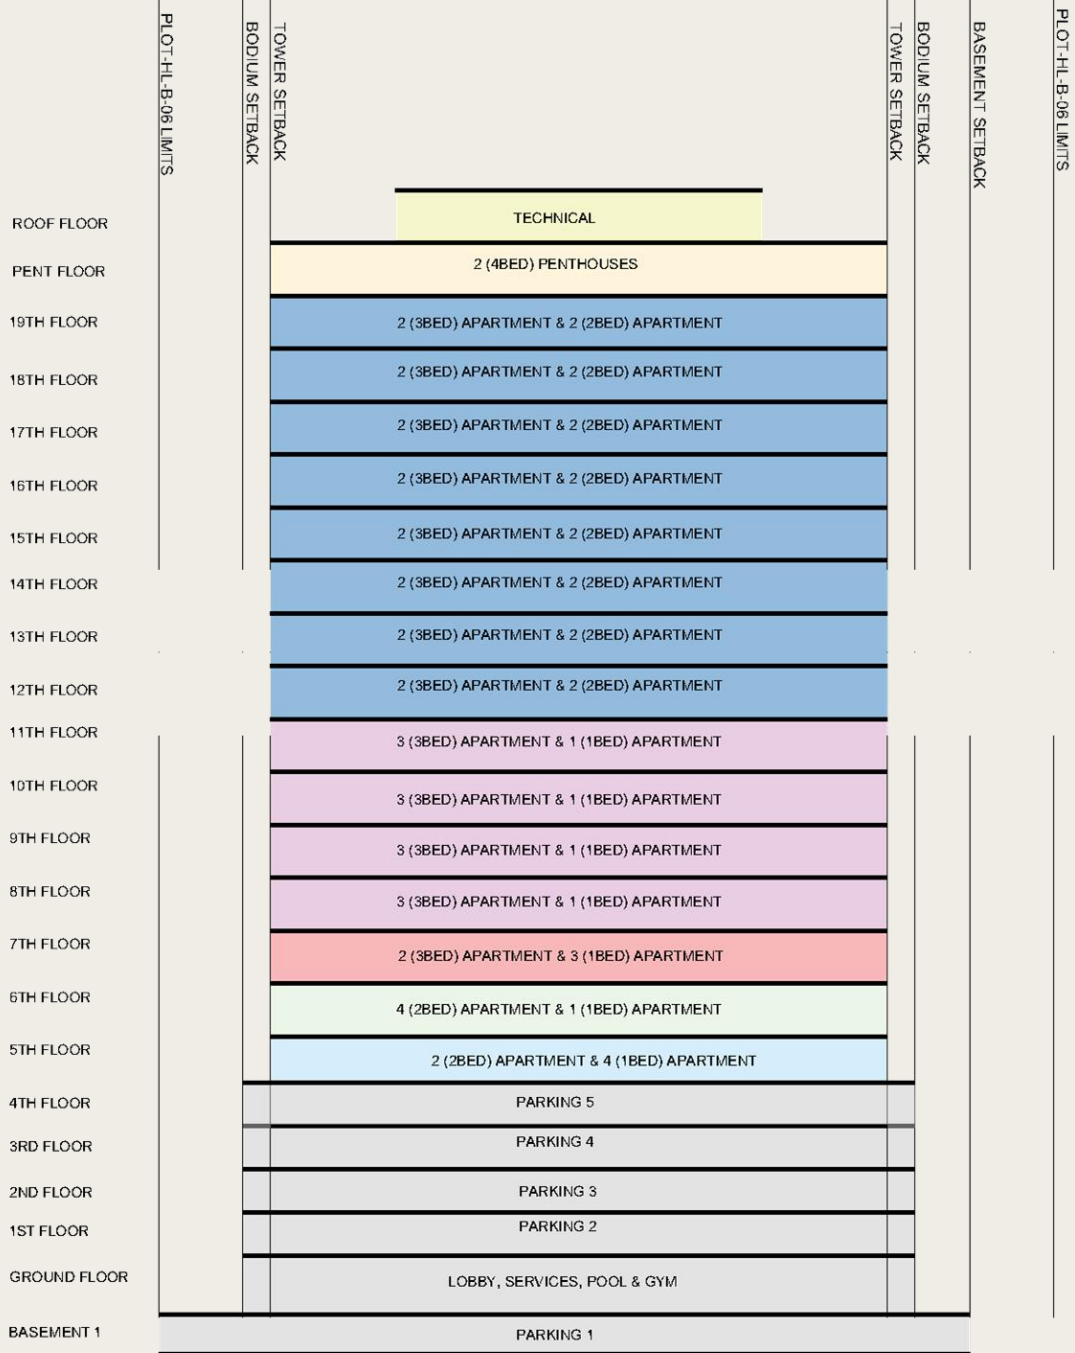 PLOT-HL-B-06 LIMITS
BODIUM SETBACK
TOWER SETBACK
TOWER SETBACK
BODIUM SETBACK
BASEMENT SETBACK
PLOT-HL-B-06 LIMITS
ROOF FLOOR TECHNICAL
PENT FLOOR 2 (4BED) PENTHOUSES
19TH FLOOR 2 (3BED) APARTMENT & 2 (2BED) APARTMENT
18TH FLOOR 2 (3BED) APARTMENT & 2 (2BED) APARTMENT
17TH FLOOR 2 (3BED) APARTMENT & 2 (2BED) APARTMENT
16TH FLOOR 2 (3BED) APARTMENT & 2 (2BED) APARTMENT
15TH FLOOR 2 (3BED) APARTMENT & 2 (2BED) APARTMENT
14TH FLOOR 2 (3BED) APARTMENT & 2 (2BED) APARTMENT
13TH FLOOR 2 (3BED) APARTMENT & 2 (2BED) APARTMENT
12TH FLOOR 2 (3BED) APARTMENT & 2 (2BED) APARTMENT
11TH FLOOR 3 (3BED) APARTMENT & 1 (1BED) APARTMENT
10TH FLOOR 3 (3BED) APARTMENT & 1 (1BED) APARTMENT
9TH FLOOR 3 (3BED) APARTMENT & 1 (1BED) APARTMENT
8TH FLOOR 3 (3BED) APARTMENT & 1 (1BED) APARTMENT
7TH FLOOR 2 (3BED) APARTMENT & 3 (1BED) APARTMENT
6TH FLOOR 4 (2BED) APARTMENT & 1 (1BED) APARTMENT
5TH FLOOR 2 (2BED) APARTMENT & 4 (1BED) APARTMENT
4TH FLOOR PARKING 5
3RD FLOOR PARKING 4
2ND FLOOR PARKING 3
1ST FLOOR PARKING 2
GROUND FLOOR LOBBY, SERVICES, POOL & GYM
BASEMENT 1 PARKING 1